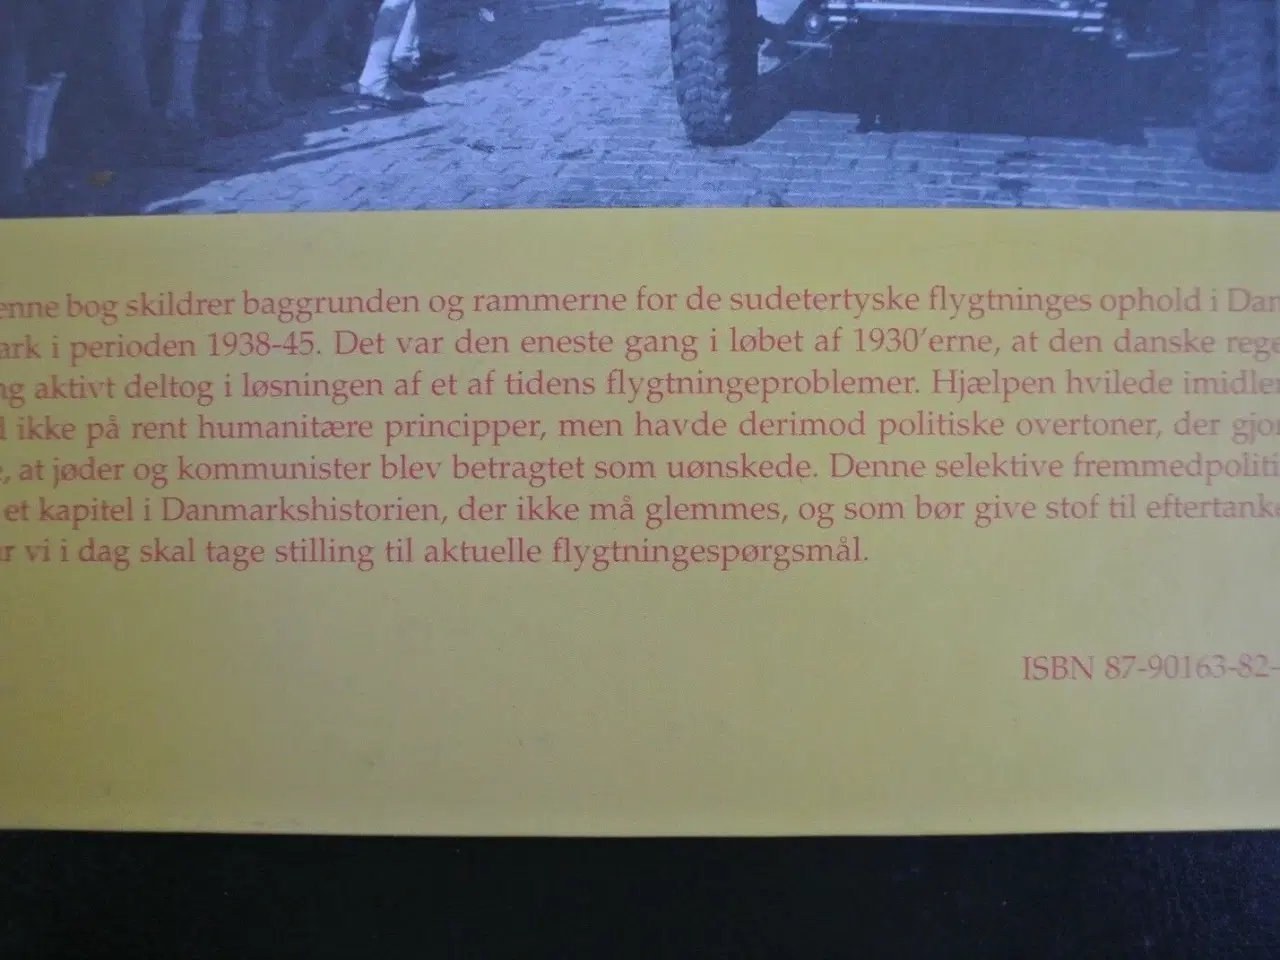 enne bog skildrer baggrunden og rammerne for de sudetertyske flygtninges ophold i Dan
ark i perioden 1938-45. Det var den eneste gang i løbet af 1930'erne, at den danske rege
ng aktivt deltog i løsningen af et af tidens flygtningeproblemer. Hjælpen hvilede imidler
d ikke på rent humanitære principper, men havde derimod politiske overtoner, der gjor
e, at jøder og kommunister blev betragtet som uønskede. Denne selektive fremmedpoliti
et kapitel i Danmarkshistorien, der ikke må glemmes, og som bør give stof til eftertanke
r vi i dag skal tage stilling til aktuelle flygtningespørgsmål.
ISBN 87-90163-82-